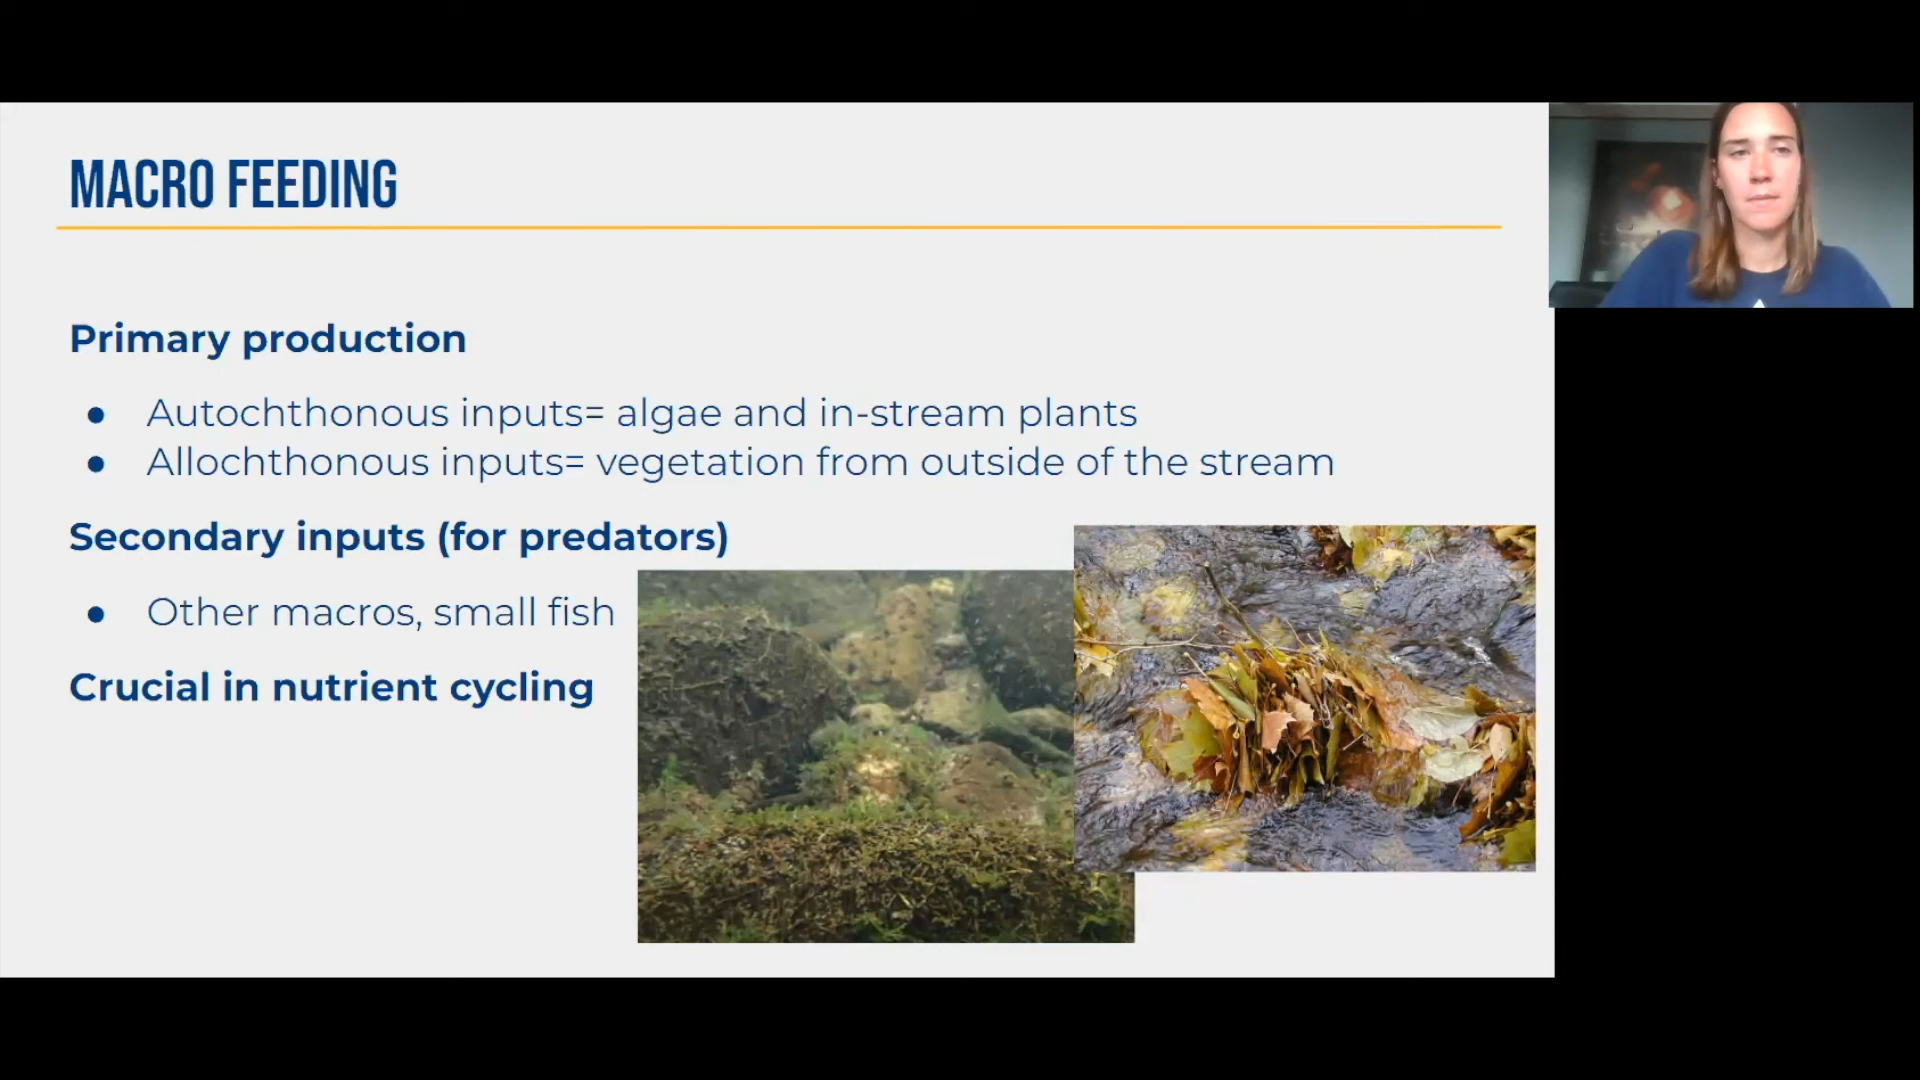 MACRO FEEDING
Primary production
● Autochthonous inputs= algae and in-stream plants
● Allochthonous inputs= vegetation from outside of the stream
Secondary inputs (for predators)
● Other macros, small fish
Crucial in nutrient cycling